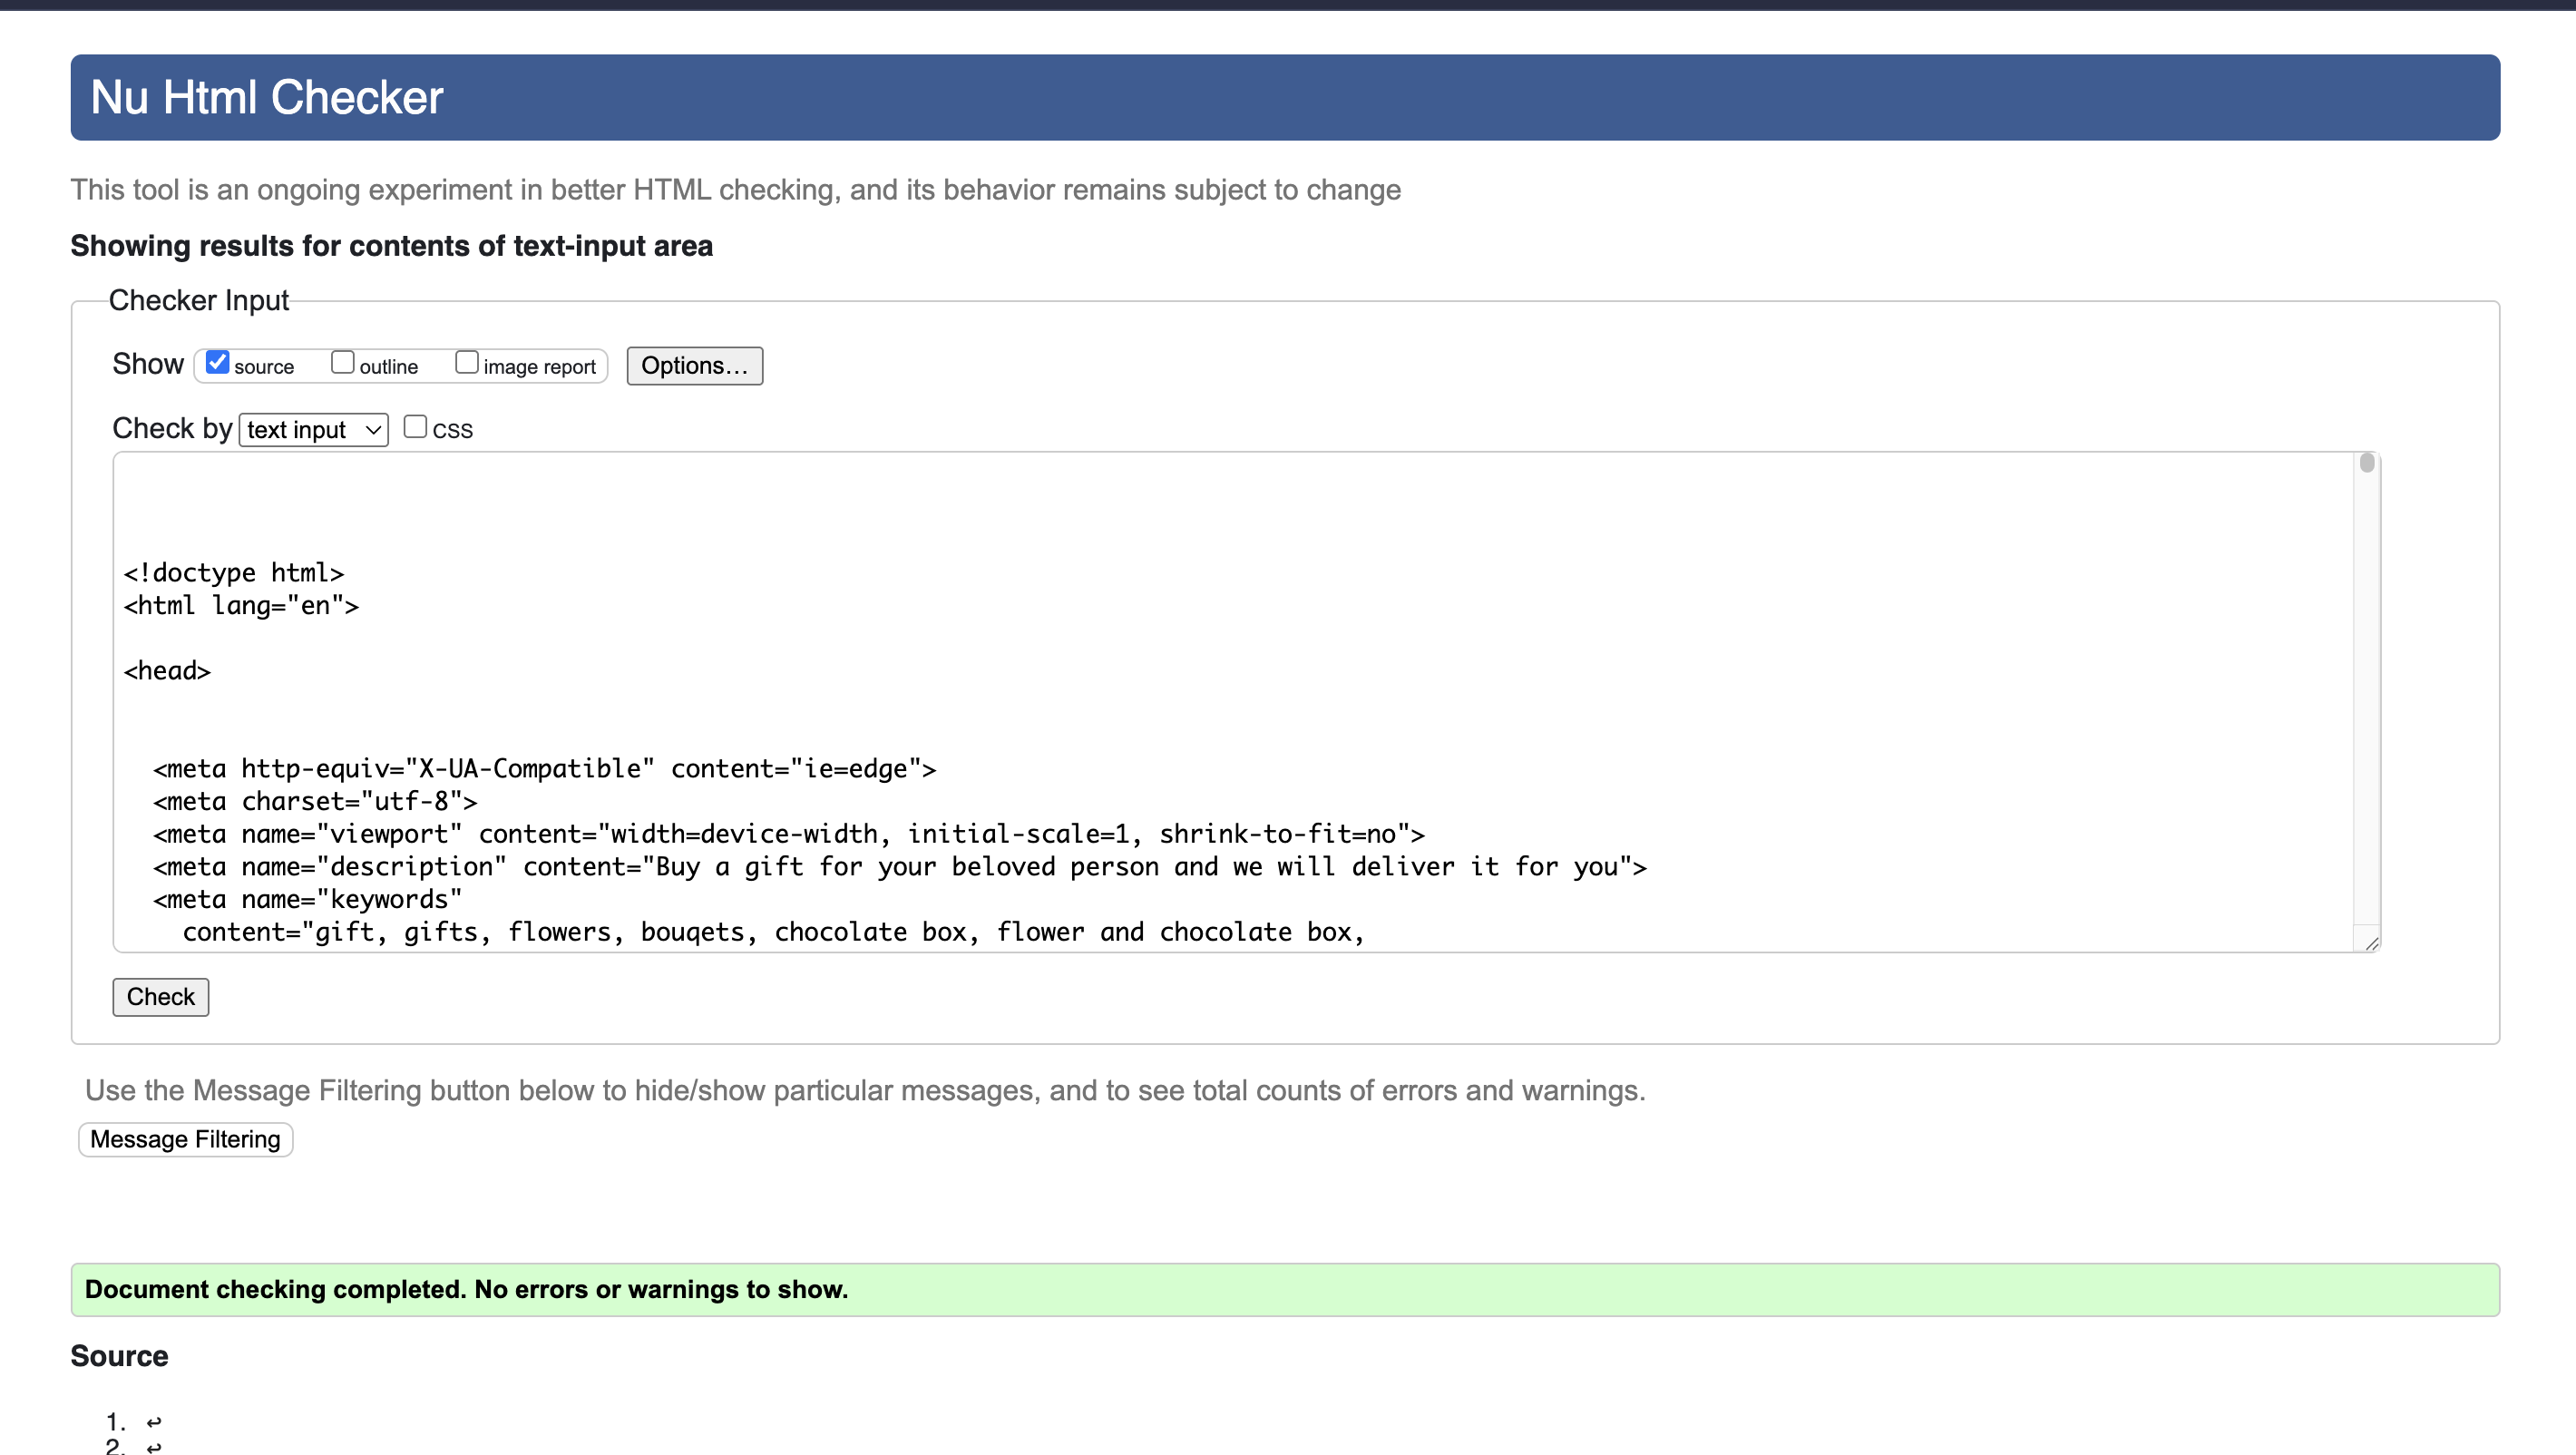 Nu Html Checker
This tool is an ongoing experiment in better HTML checking, and its behavior remains subject to change
Showing results for contents of text-input area
Checker Input
Show source outline image report Options...
Check by text input css
<!doctype html>
<html lang="en">
<head>
<meta http-equiv="X-UA-Compatible" content="ie=edge">
<meta charset="utf-8">
<meta name="viewport" content="width=device-width, initial-scale=1, shrink-to-fit=no">
<meta name="description" content="Buy a gift for your beloved person and we will deliver it for you">
<meta name="keywords"
content="gift, gifts, flowers, bouqets, chocolate box, flower and chocolate box,
Check
Use the Message Filtering button below to hide/show particular messages, and to see total counts of errors and warnings.
Message Filtering
Document checking completed. No errors or warnings to show.
Source
1. ↩
2. ↩